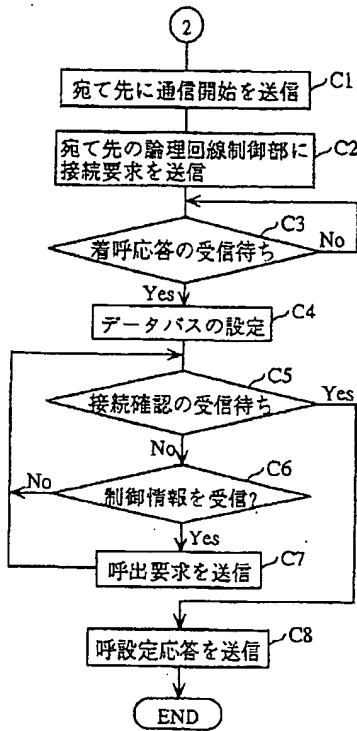 2
宛て先に通信開始を送信
C1
宛て先の論理回線制御部に
接続要求を送信
C2
着呼応答の受信待ち
C3
No
Yes
データパスの設定
C4
接続確認の受信待ち
C5
Yes
No
制御情報を受信?
C6
No
Yes
呼出要求を送信
C7
呼設定応答を送信
C8
END